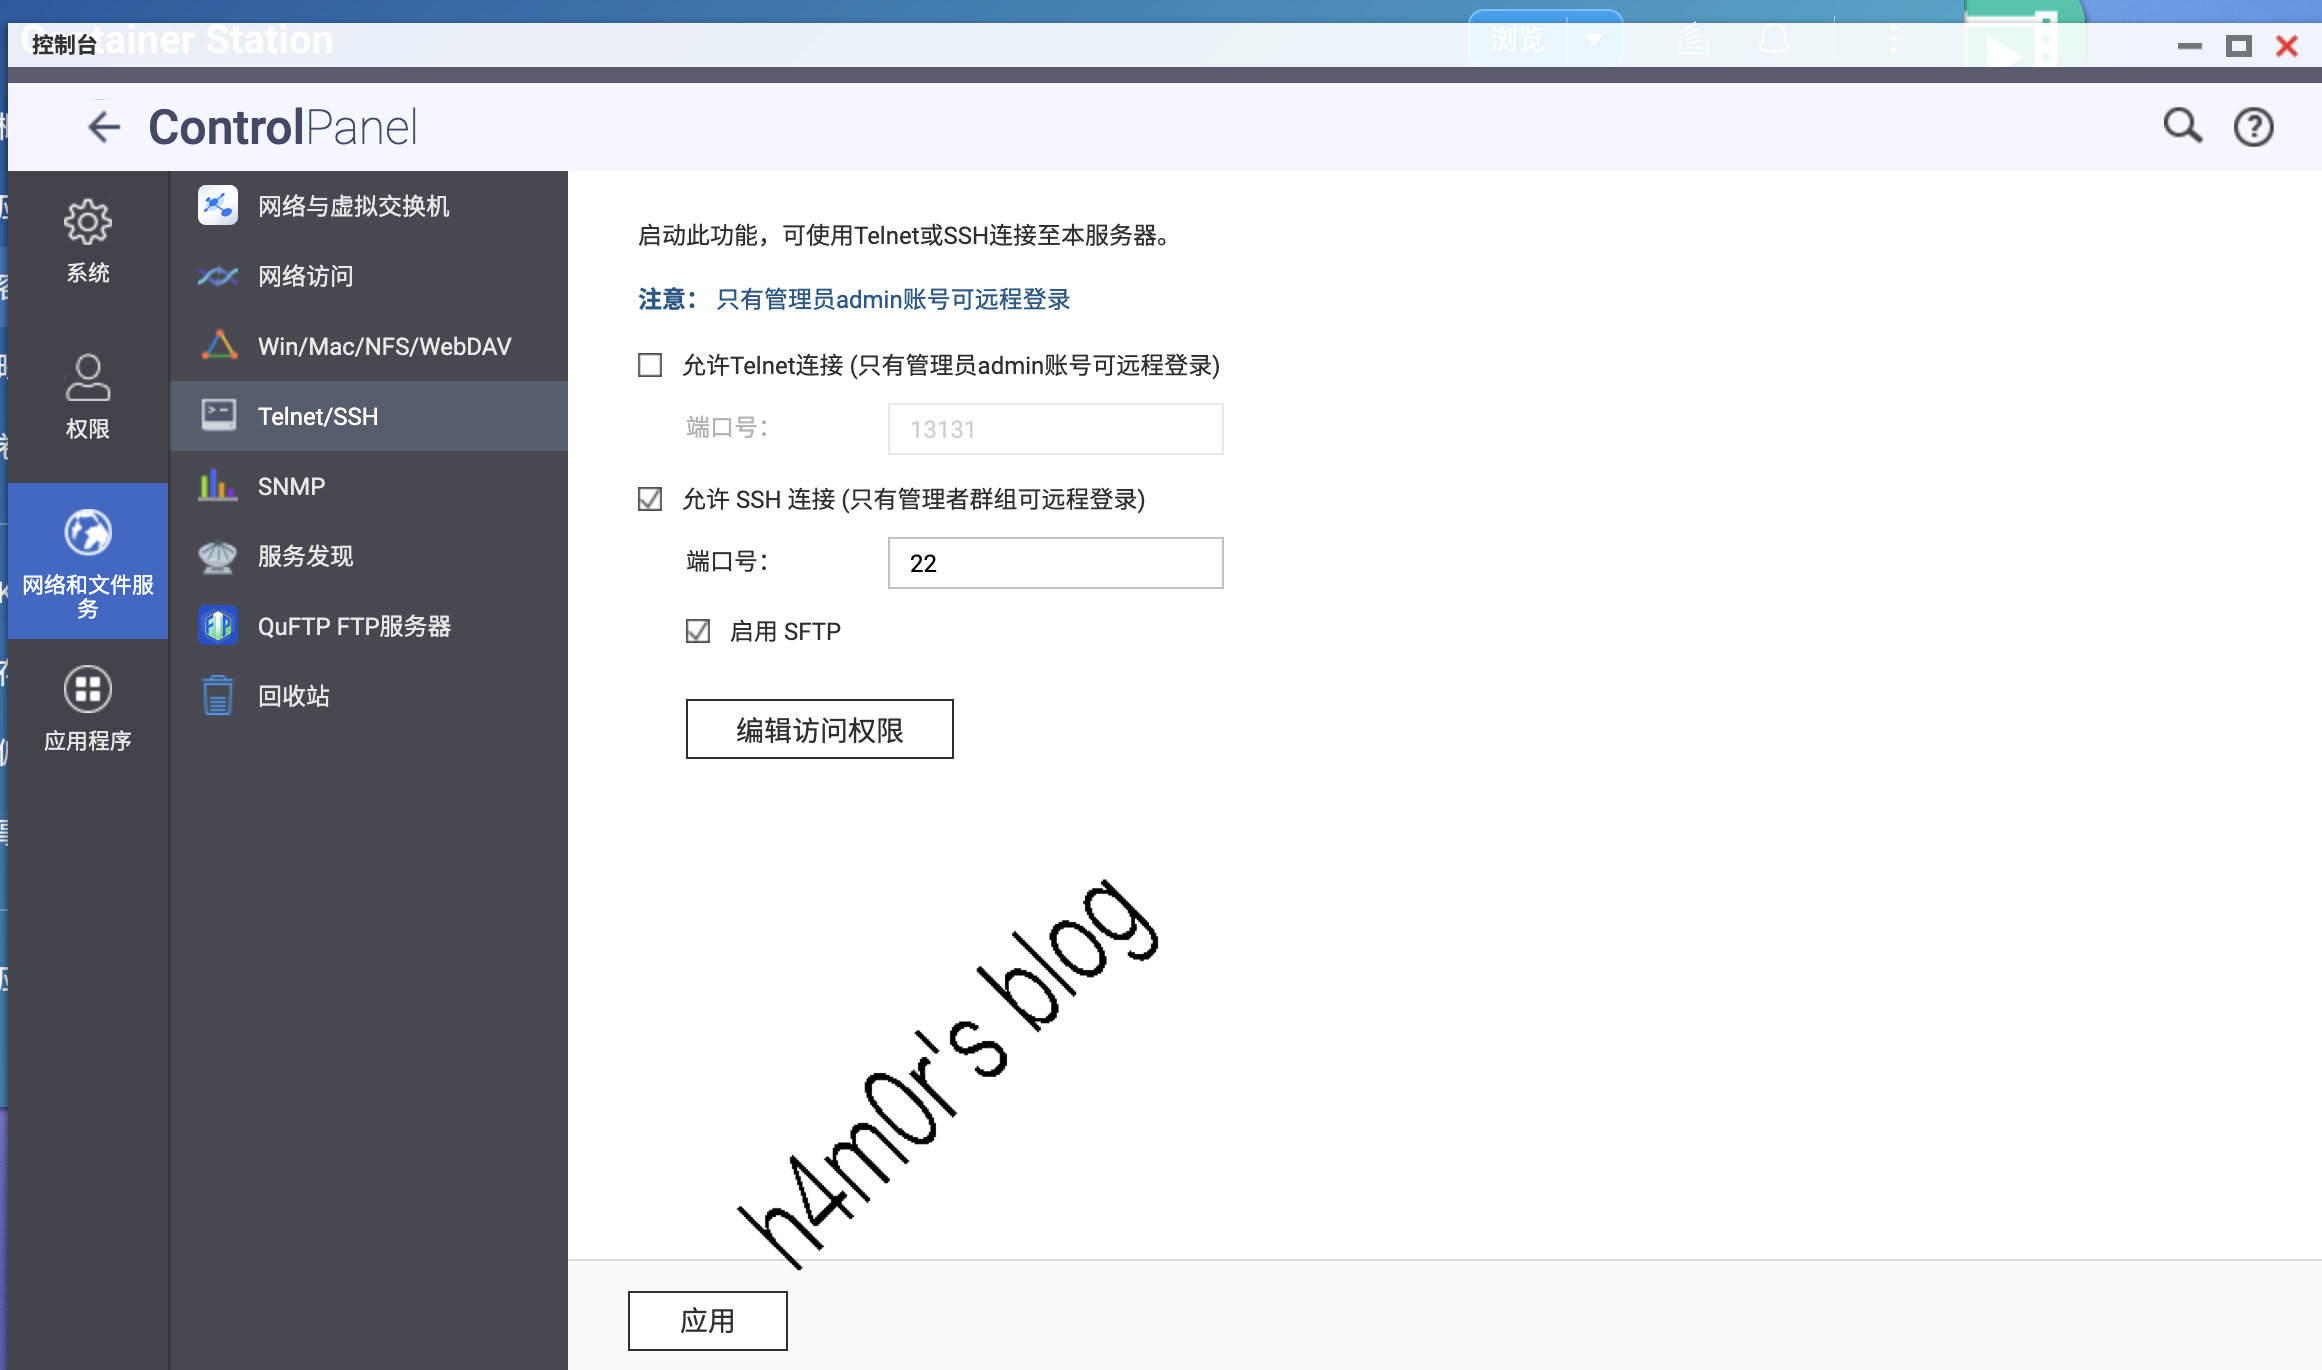 Container Station
控制台
浏览
ControlPanel
系统
权限
网络和文件服
务
应用程序
网络与虚拟交换机
网络访问
Win/Mac/NFS/WebDAV
Telnet/SSH
SNMP
服务发现
QuFTP FTP服务器
回收站
启动此功能，可使用Telnet或SSH连接至本服务器。
注意： 只有管理员admin账号可远程登录
允许Telnet连接 (只有管理员admin账号可远程登录)
端口号： 13131
允许 SSH 连接 (只有管理者群组可远程登录)
端口号： 22
启用 SFTP
编辑访问权限
h4m0r's blog
应用